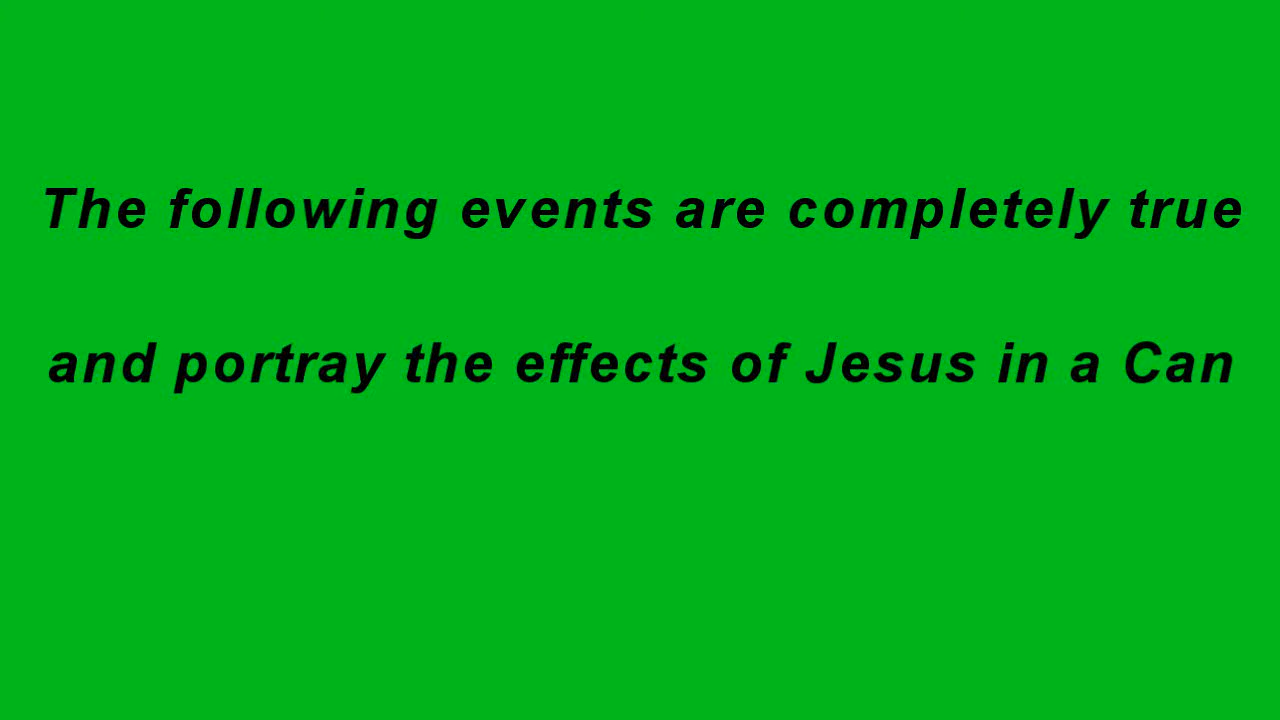 The following events are completely true
and portray the effects of Jesus in a Can